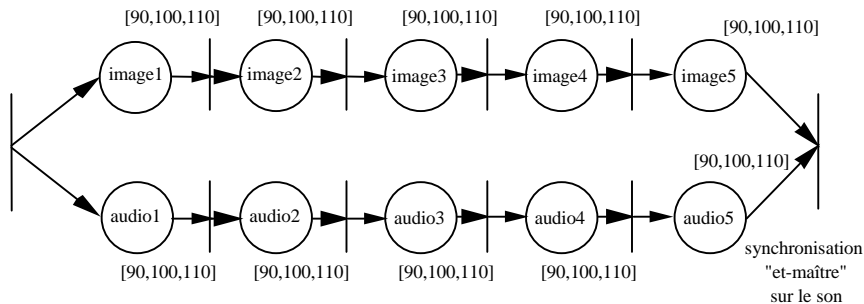 [90,100,110] [90,100,110] [90,100,110] [90,100,110] [90,100,110]
image1 image2 image3 image4 image5
[90,100,110]
audio1 audio2 audio3 audio4 audio5
[90,100,110] [90,100,110] [90,100,110] [90,100,110]
synchronisation
"et-maître"
sur le son